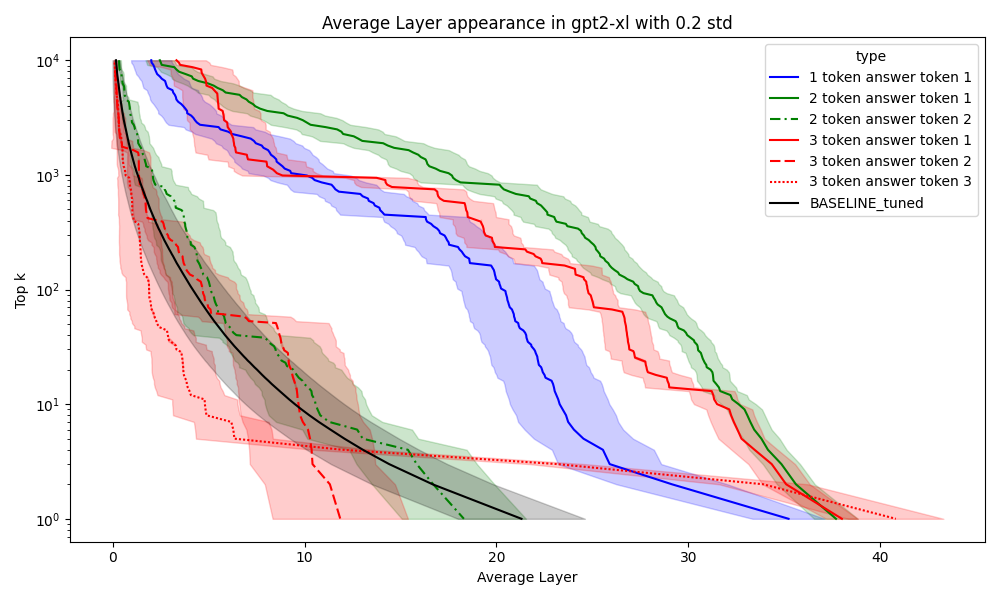 Average Layer appearance in gpt2-xl with 0.2 std
type
1 token answer token 1
2 token answer token 1
2 token answer token 2
3 token answer token 1
3 token answer token 2
3 token answer token 3
BASELINE_tuned
Top k
10⁴
10³
10²
10¹
10⁰
0 10 20 30 40
Average Layer